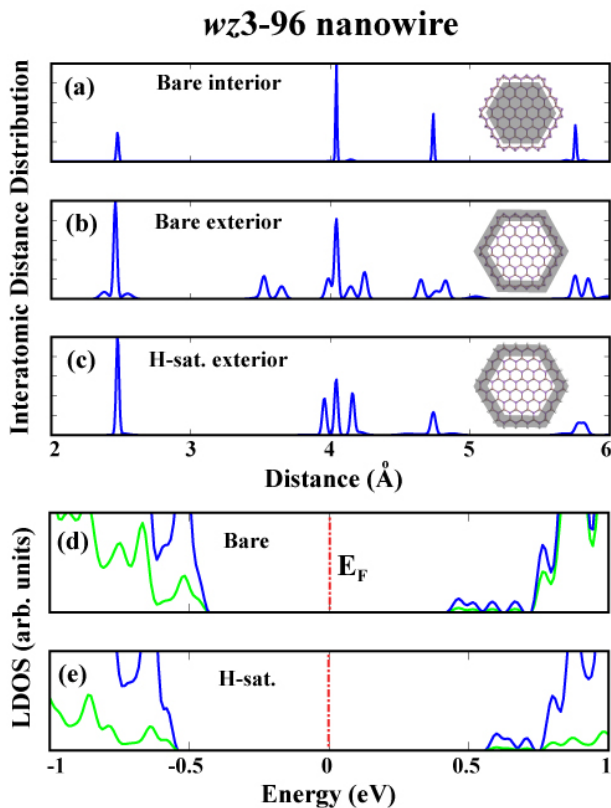 wz3-96 nanowire
Interatomic Distance Distribution
(a) Bare interior
(b) Bare exterior
(c) H-sat. exterior
2 3 4 5 6
Distance (Å)
LDOS (arb. units)
(d) Bare
E_F
(e) H-sat.
-1 -0.5 0 0.5 1
Energy (eV)